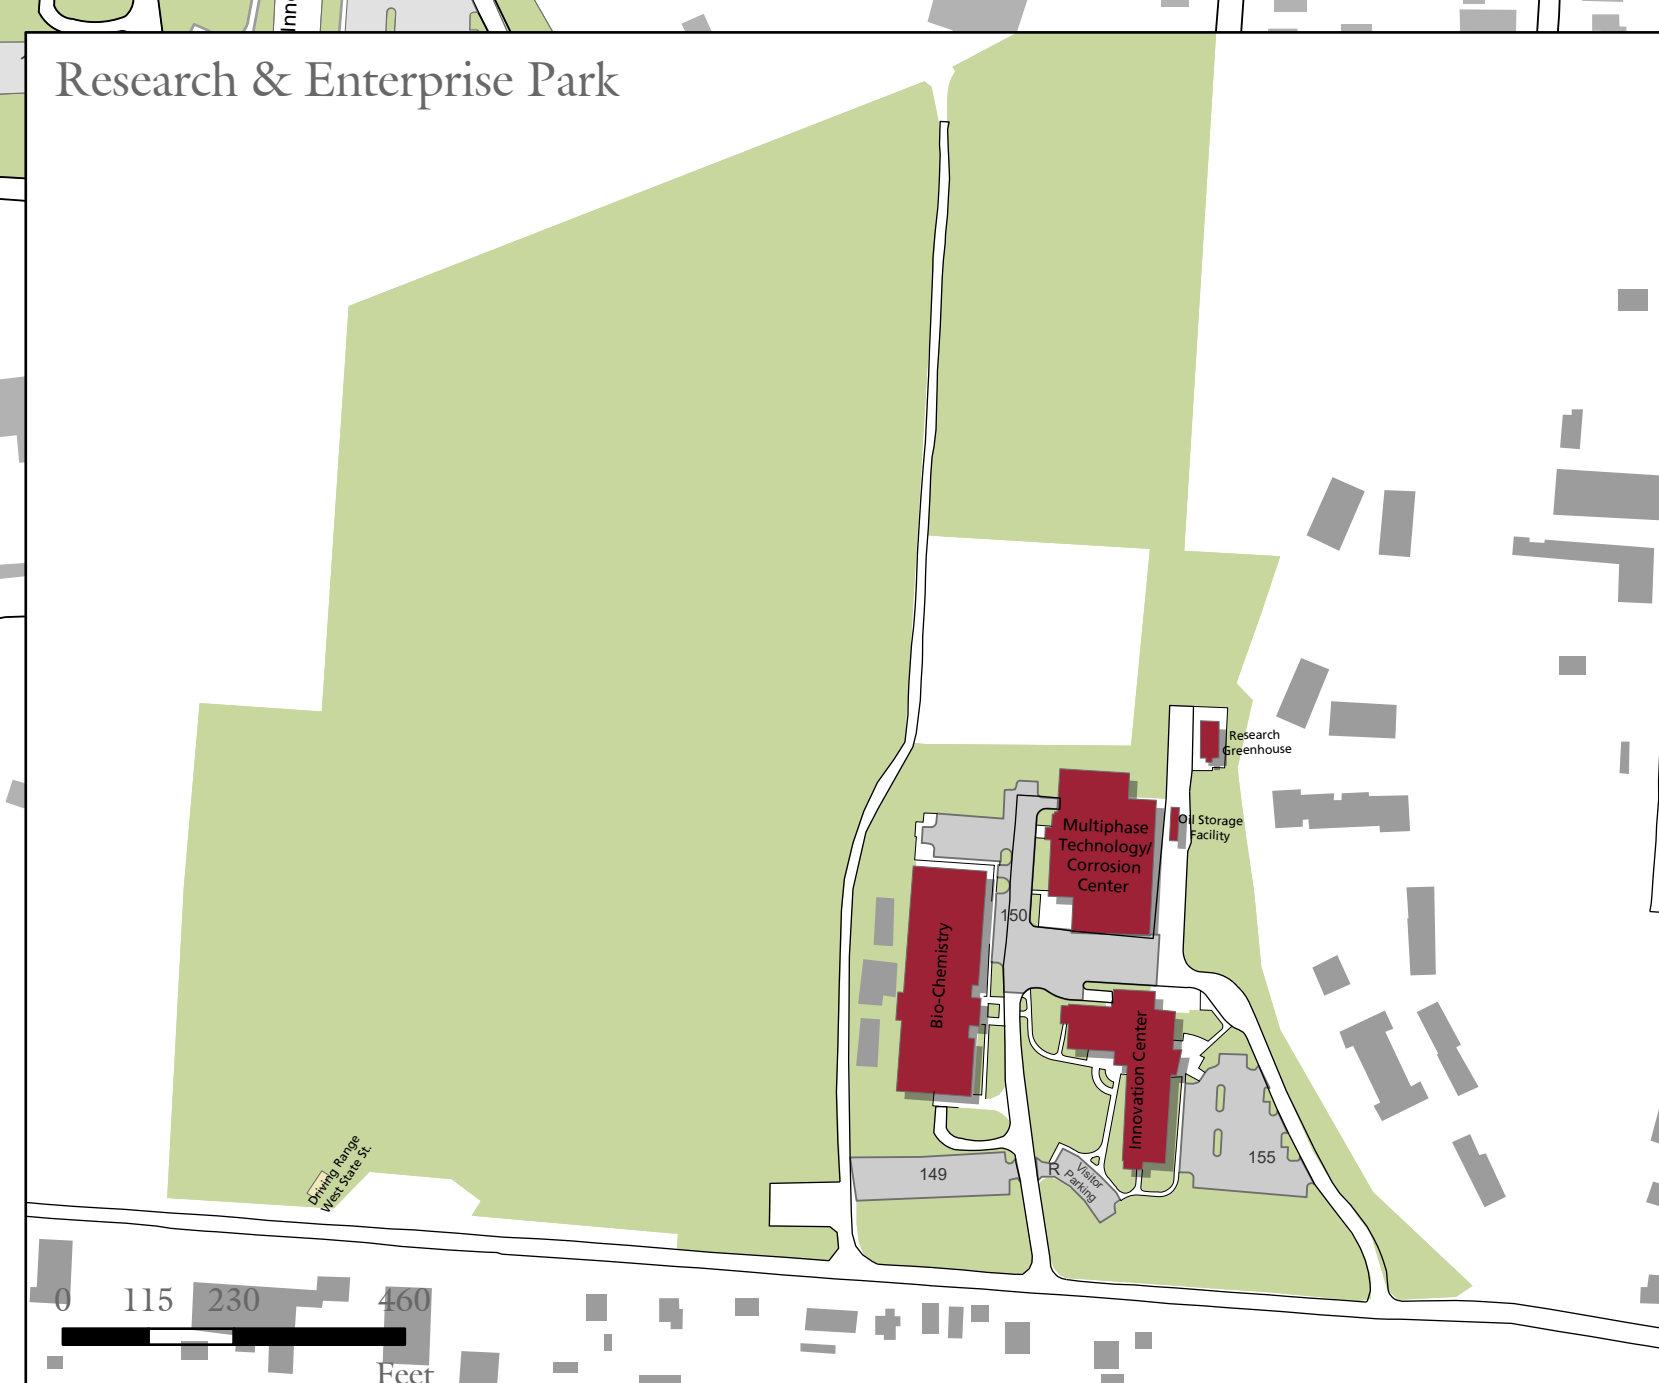 Research & Enterprise Park
Research
Greenhouse
Oil Storage
Facility
Multiphase
Technology/
Corrosion
Center
150
Bio-Chemistry
Innovation Center
155
149
R
Visitor
Parking
Driving Range
West State St.
0 115 230 460
Feet